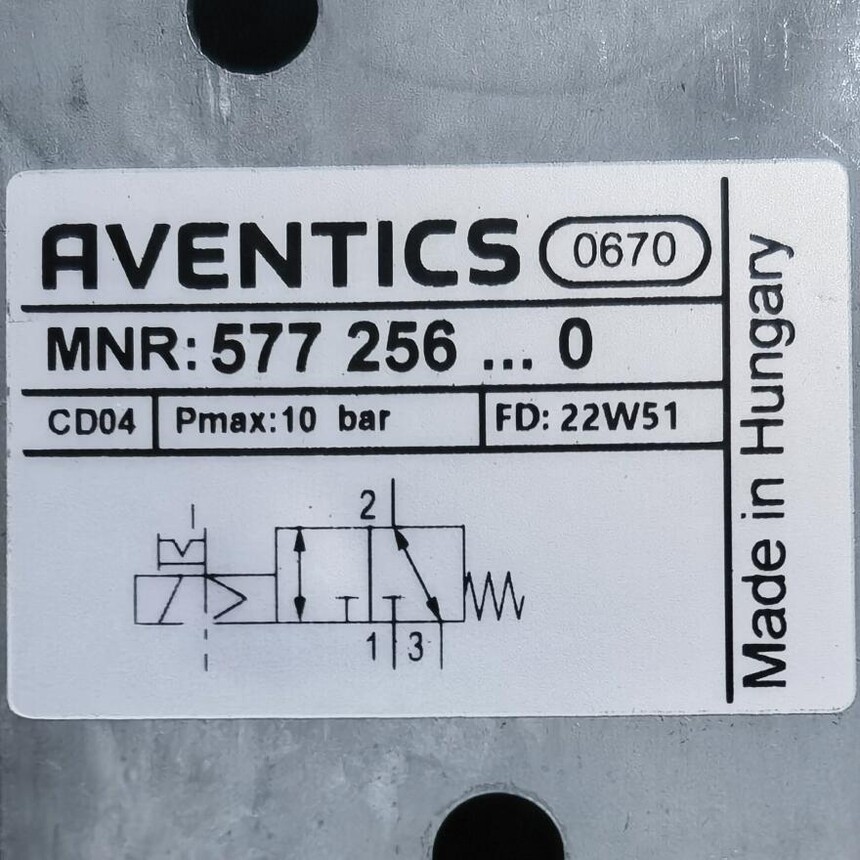 AVENTICS 0670
MNR: 577 256 ... 0
CD04 Pmax:10 bar FD: 22W51
2
1 3
Made in Hungary